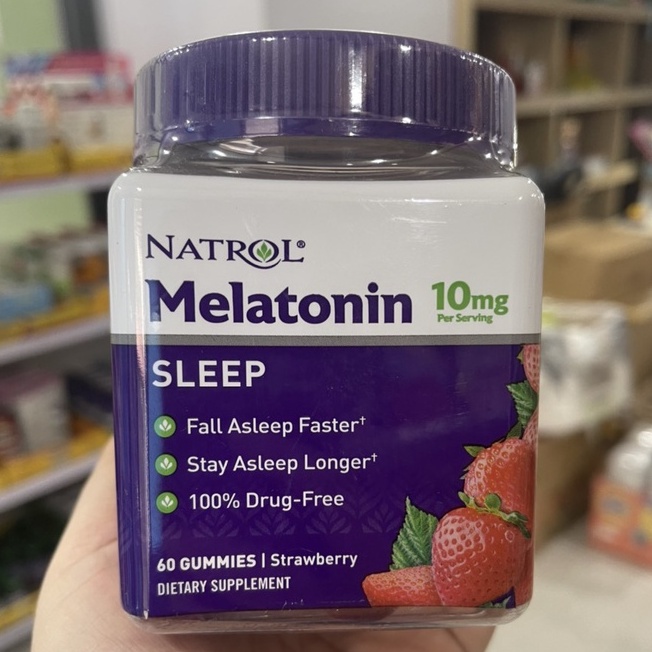 NATROL®
Melatonin 10mg
Per Serving
SLEEP
Fall Asleep Faster†
Stay Asleep Longer†
100% Drug-Free
60 GUMMIES | Strawberry
DIETARY SUPPLEMENT